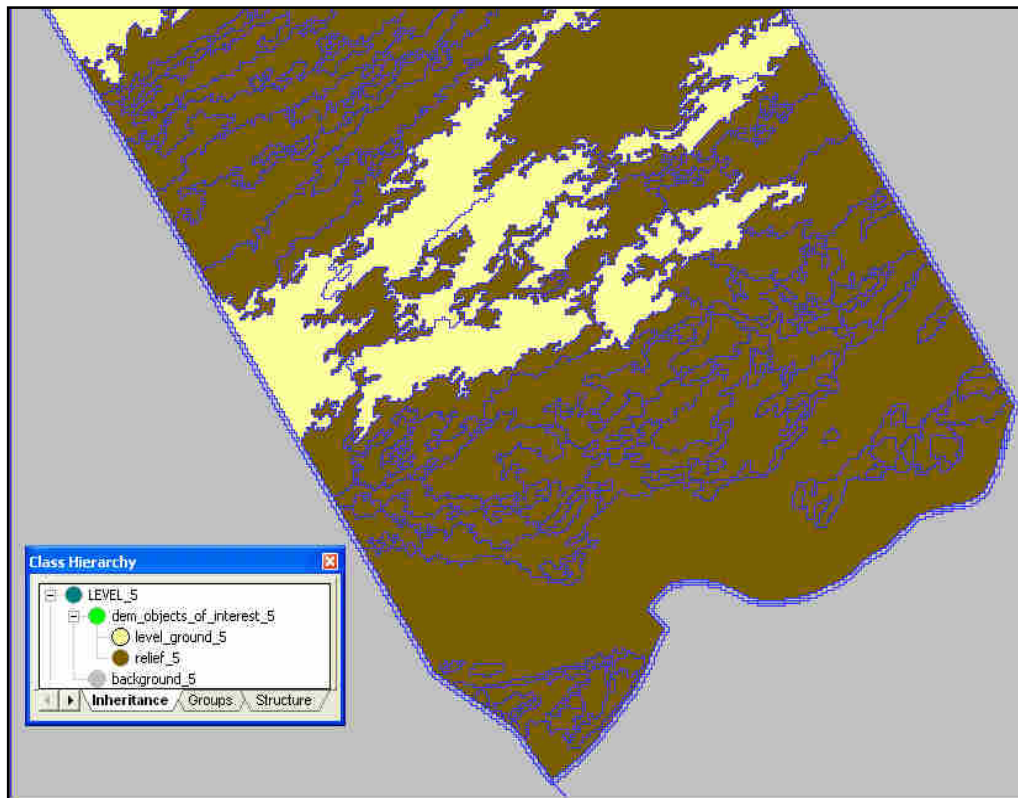 Class Hierarchy
LEVEL_5
dem_objects_of_interest_5
level_ground_5
relief_5
background_5
Inheritance Groups Structure